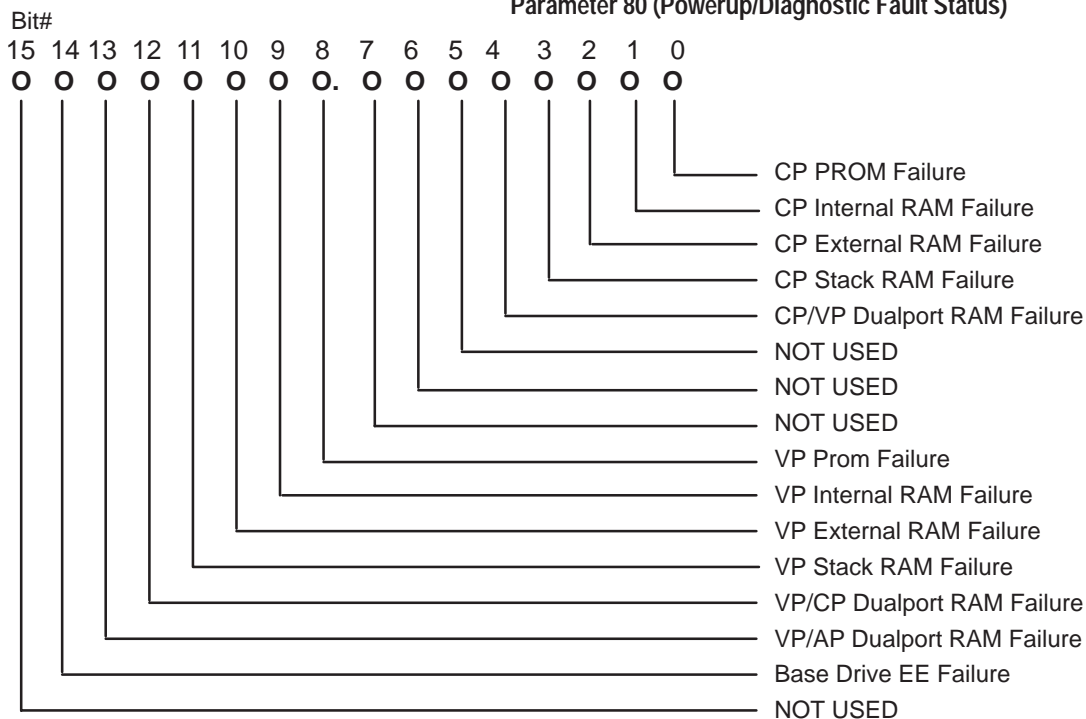 Parameter 80 (Powerup/Diagnostic Fault Status)
Bit#
15 14 13 12 11 10 9 8 7 6 5 4 3 2 1 0
O O O O O O O O. O O O O O O O O
CP PROM Failure
CP Internal RAM Failure
CP External RAM Failure
CP Stack RAM Failure
CP/VP Dualport RAM Failure
NOT USED
NOT USED
NOT USED
VP Prom Failure
VP Internal RAM Failure
VP External RAM Failure
VP Stack RAM Failure
VP/CP Dualport RAM Failure
VP/AP Dualport RAM Failure
Base Drive EE Failure
NOT USED